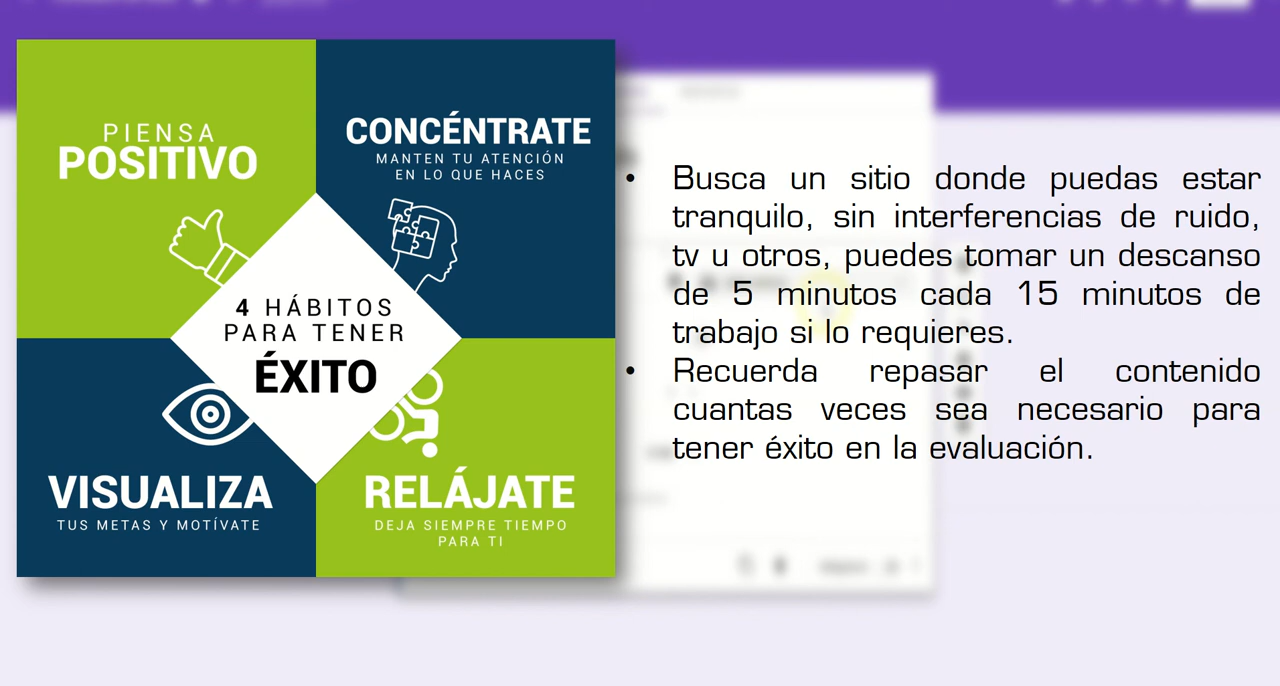 PIENSA
POSITIVO
CONCÉNTRATE
MANTEN TU ATENCIÓN
EN LO QUE HACES
4 HÁBITOS
PARA TENER
ÉXITO
VISUALIZA
TUS METAS Y MOTÍVATE
RELÁJATE
DEJA SIEMPRE TIEMPO
PARA TI
• Busca un sitio donde puedas estar
tranquilo, sin interferencias de ruido,
tv u otros, puedes tomar un descanso
de 5 minutos cada 15 minutos de
trabajo si lo requieres.
• Recuerda repasar el contenido
cuantas veces sea necesario para
tener éxito en la evaluación.